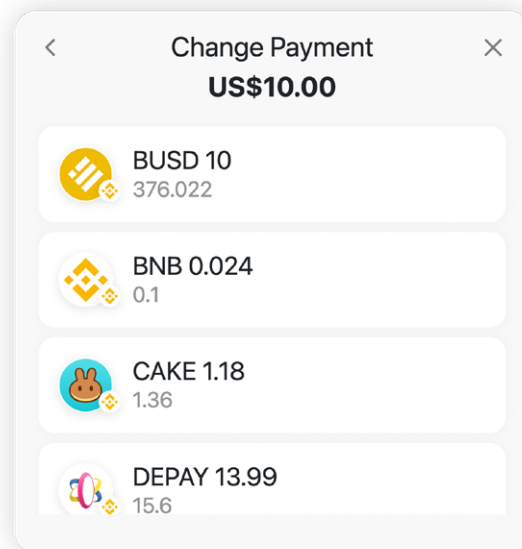 Change Payment
US$10.00
BUSD 10
376.022
BNB 0.024
0.1
CAKE 1.18
1.36
DEPAY 13.99
15.6